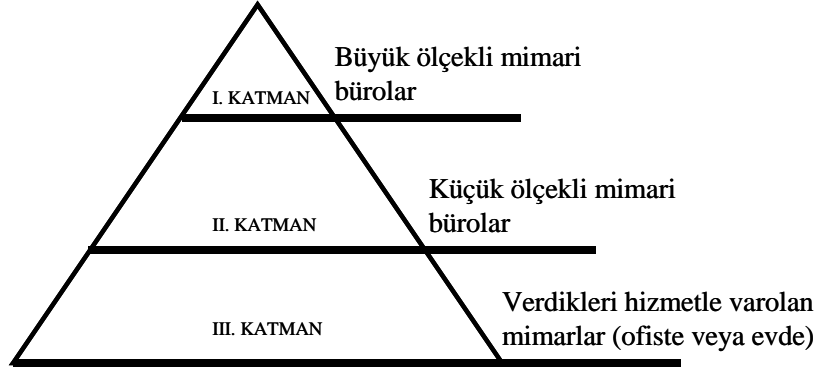 Büyük ölçekli mimari
bürolar
I. KATMAN
Küçük ölçekli mimari
bürolar
II. KATMAN
Verdikleri hizmetle varolan
mimarlar (ofiste veya evde)
III. KATMAN